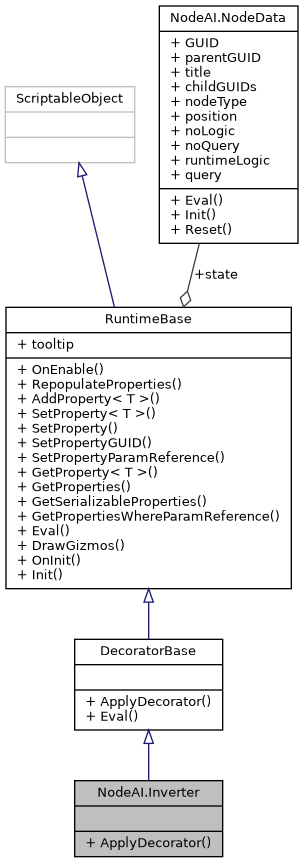 NodeAI.NodeData
+ GUID
+ parentGUID
+ title
+ childGUIDs
+ nodeType
+ position
+ noLogic
+ noQuery
+ runtimeLogic
+ query
+ Eval()
+ Init()
+ Reset()
ScriptableObject
+state
RuntimeBase
+ tooltip
+ OnEnable()
+ RepopulateProperties()
+ AddProperty< T >()
+ SetProperty< T >()
+ SetProperty()
+ SetPropertyGUID()
+ SetPropertyParamReference()
+ GetProperty< T >()
+ GetProperties()
+ GetSerializableProperties()
+ GetPropertiesWhereParamReference()
+ Eval()
+ DrawGizmos()
+ OnInit()
+ Init()
DecoratorBase
+ ApplyDecorator()
+ Eval()
NodeAI.Inverter
+ ApplyDecorator()